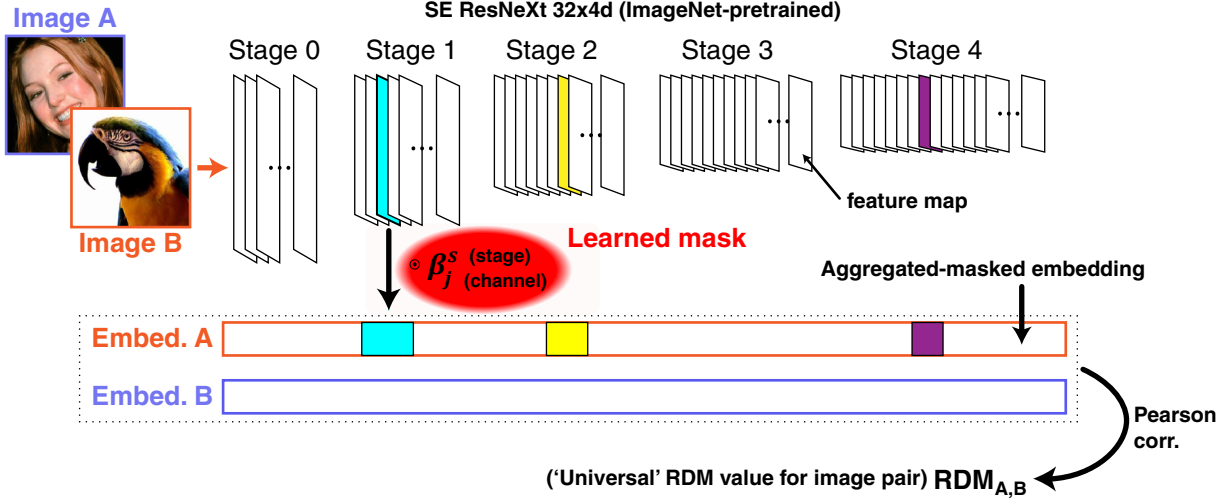 SE ResNeXt 32x4d (ImageNet-pretrained)
Image A
Stage 0
Stage 1
Stage 2
Stage 3
Stage 4
...
...
...
...
...
Image B
feature map
Learned mask
⊙ β_j^s (stage)
(channel)
Aggregated-masked embedding
Embed. A
Embed. B
Pearson
corr.
('Universal' RDM value for image pair) RDM_{A,B}